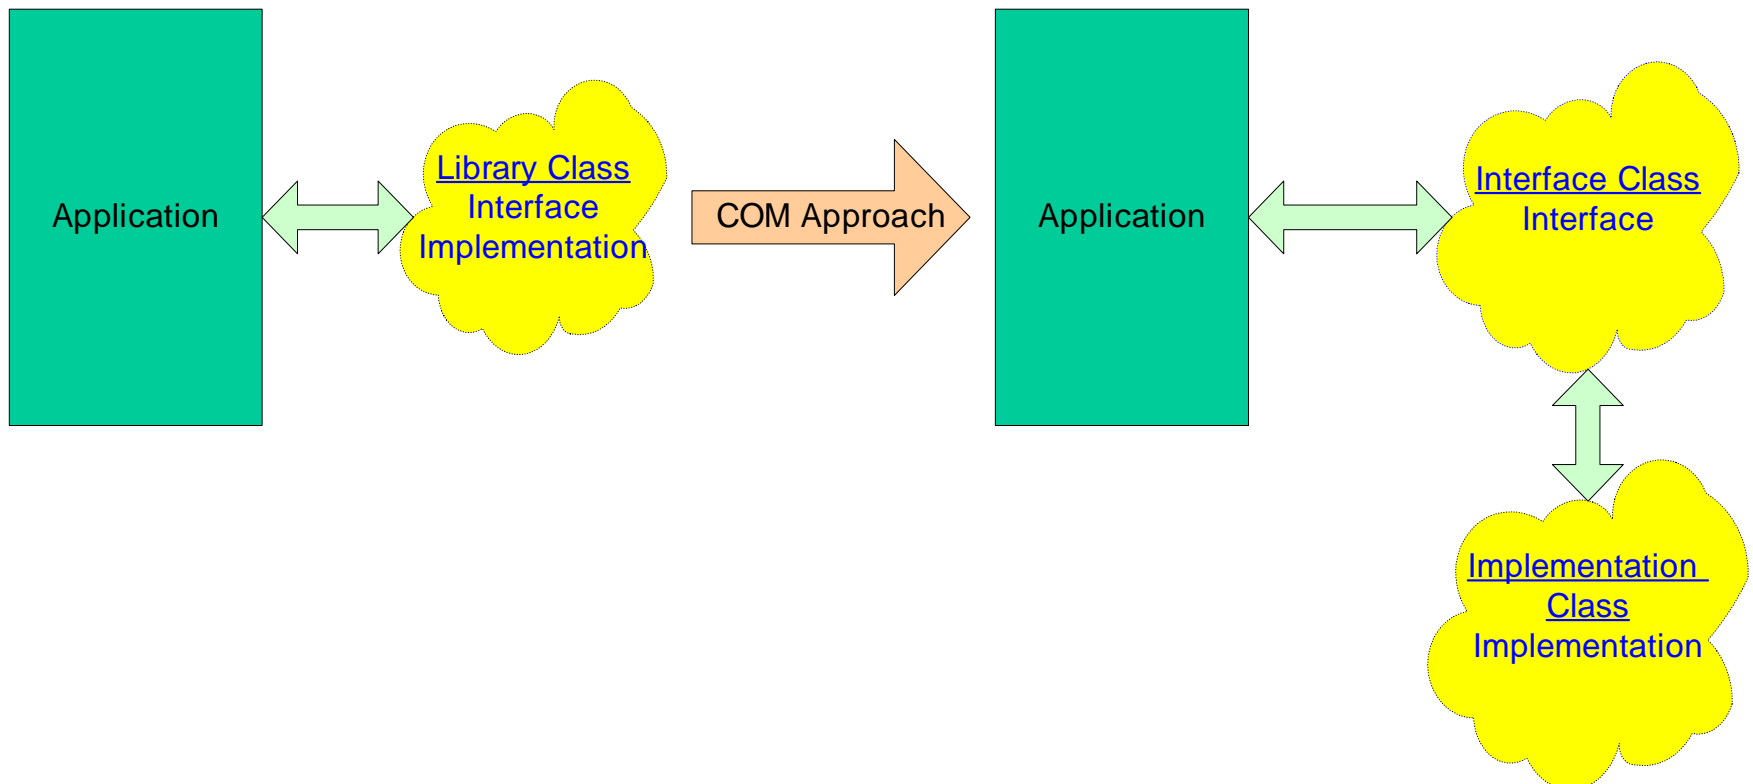 Application
Library Class
Interface
Implementation
COM Approach
Application
Interface Class
Interface
Implementation
Class
Implementation